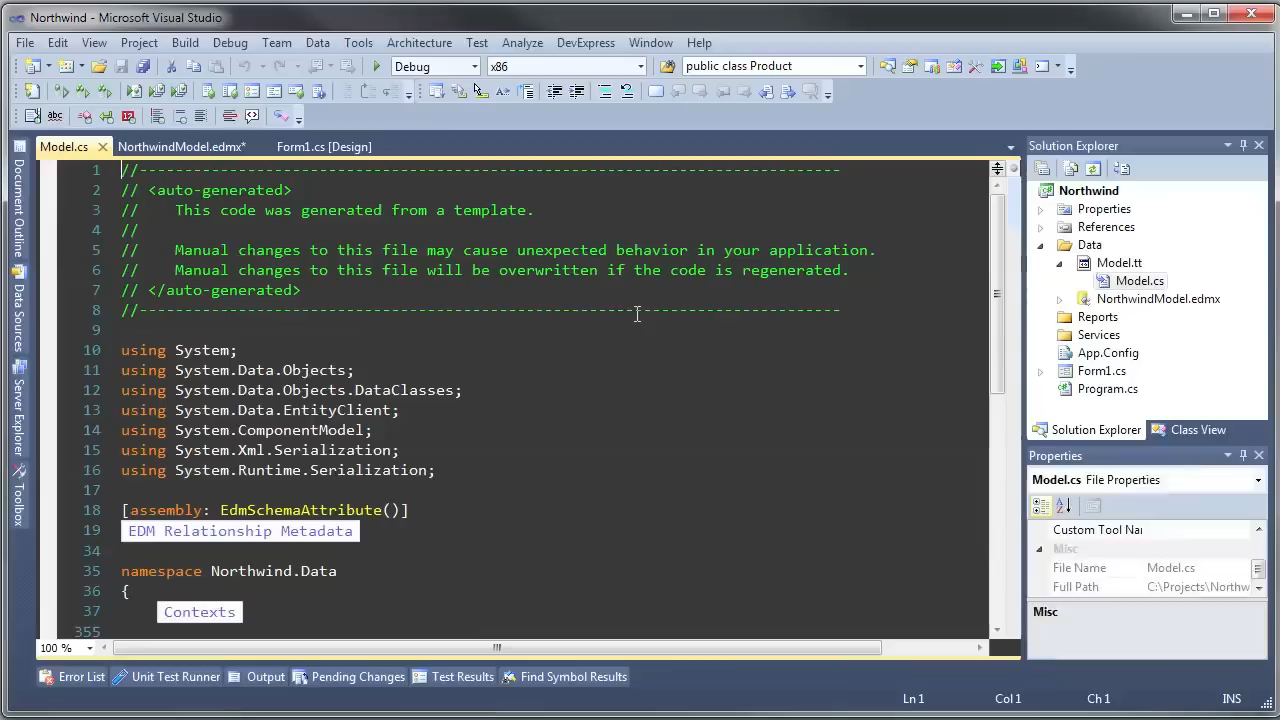 Northwind - Microsoft Visual Studio
File Edit View Project Build Debug Team Data Tools Architecture Test Analyze DevExpress Window Help
Debug x86 public class Product
Model.cs NorthwindModel.edmx* Form1.cs [Design]
1 //------------------------------------------------------------------------------
2 // <auto-generated>
3 //    This code was generated from a template.
4 //
5 //    Manual changes to this file may cause unexpected behavior in your application.
6 //    Manual changes to this file will be overwritten if the code is regenerated.
7 // </auto-generated>
8 //------------------------------------------------------------------------------
9
10 using System;
11 using System.Data.Objects;
12 using System.Data.Objects.DataClasses;
13 using System.Data.EntityClient;
14 using System.ComponentModel;
15 using System.Xml.Serialization;
16 using System.Runtime.Serialization;
17
18 [assembly: EdmSchemaAttribute()]
19 EDM Relationship Metadata
34
35 namespace Northwind.Data
36 {
37 Contexts
355
100 %
Document Outline
Data Sources
Server Explorer
Toolbox
Solution Explorer
Northwind
Properties
References
Data
Model.tt
Model.cs
NorthwindModel.edmx
Reports
Services
App.Config
Form1.cs
Program.cs
Solution Explorer Class View
Properties
Model.cs File Properties
Custom Tool Nar
Misc
File Name Model.cs
Full Path C:\Projects\Northw
Misc
Error List Unit Test Runner Output Pending Changes Test Results Find Symbol Results
Ln 1 Col 1 Ch 1 INS